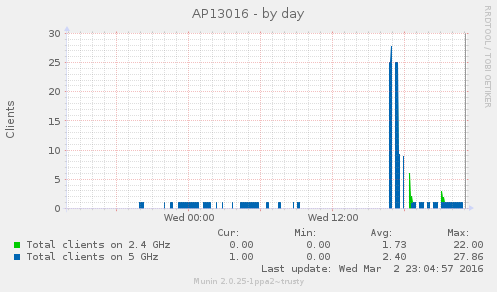 AP13016 - by day
RRDTOOL / TOBI OETIKER
Clients
30
25
20
15
10
5
0
Wed 00:00 Wed 12:00
Cur: Min: Avg: Max:
Total clients on 2.4 GHz 0.00 0.00 1.73 22.00
Total clients on 5 GHz 1.00 0.00 2.40 27.86
Last update: Wed Mar 2 23:04:57 2016
Munin 2.0.25-1ppa2~trusty